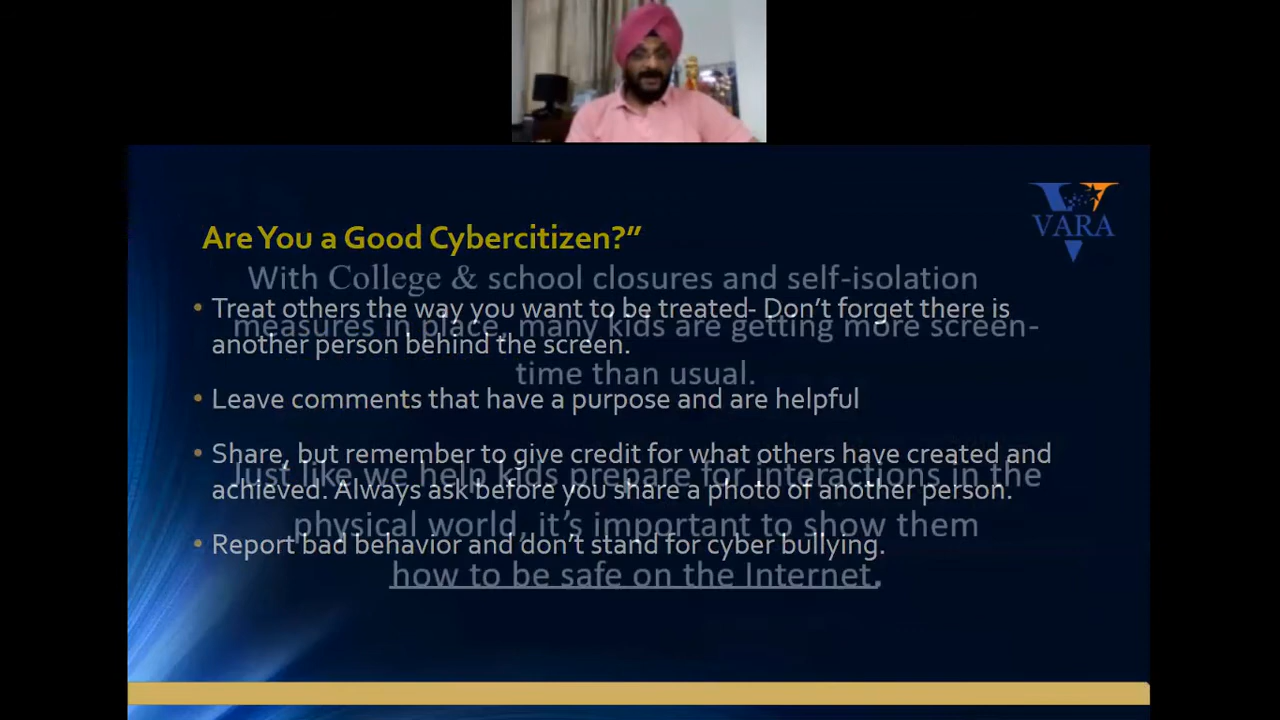 VARA
Are You a Good Cybercitizen?”
With College & school closures and self-isolation
measures in place, many kids are getting more screen-
time than usual.
Just like we help kids prepare for interactions in the
physical world, it’s important to show them
how to be safe on the Internet.
• Treat others the way you want to be treated- Don’t forget there is
another person behind the screen.
• Leave comments that have a purpose and are helpful
• Share, but remember to give credit for what others have created and
achieved. Always ask before you share a photo of another person.
• Report bad behavior and don’t stand for cyber bullying.